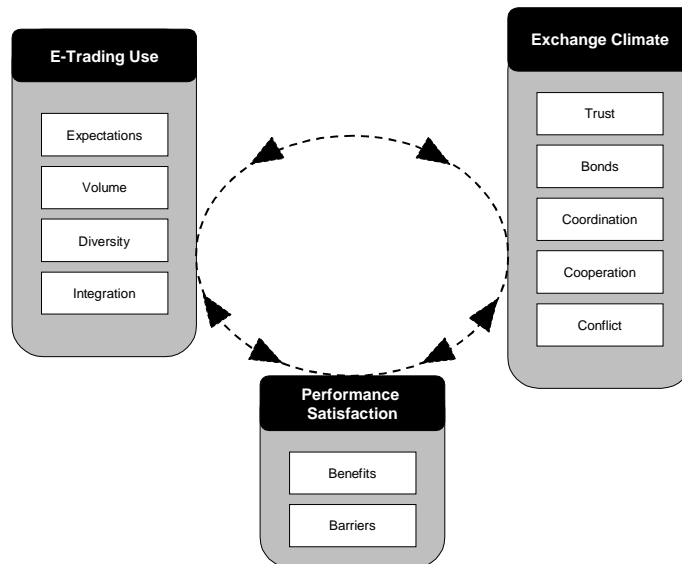 E-Trading Use
Expectations
Volume
Diversity
Integration
Exchange Climate
Trust
Bonds
Coordination
Cooperation
Conflict
Performance
Satisfaction
Benefits
Barriers